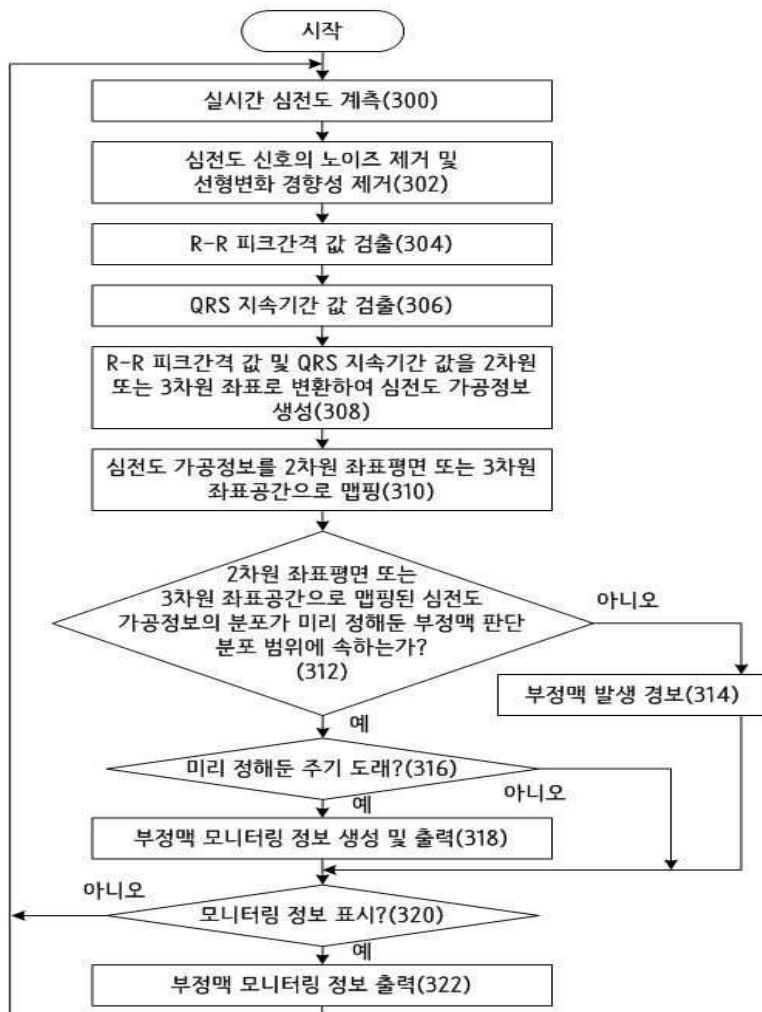 시작
실시간 심전도 계측(300)
심전도 신호의 노이즈 제거 및
선형변화 경향성 제거(302)
R-R 피크간격 값 검출(304)
QRS 지속기간 값 검출(306)
R-R 피크간격 값 및 QRS 지속기간 값을 2차원
또는 3차원 좌표로 변환하여 심전도 가공정보
생성(308)
심전도 가공정보를 2차원 좌표평면 또는 3차원
좌표공간으로 맵핑(310)
2차원 좌표평면 또는
3차원 좌표공간으로 맵핑된 심전도
가공정보의 분포가 미리 정해둔 부정맥 판단
분포 범위에 속하는가?
(312)
아니오
부정맥 발생 경보(314)
예
미리 정해둔 주기 도래?(316)
아니오
예
부정맥 모니터링 정보 생성 및 출력(318)
아니오
모니터링 정보 표시?(320)
예
부정맥 모니터링 정보 출력(322)